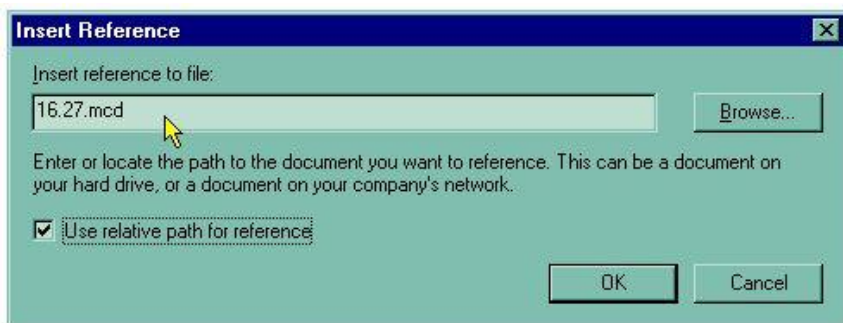 Insert Reference
Insert reference to file:
16.27.mcd
Browse...
Enter or locate the path to the document you want to reference. This can be a document on
your hard drive, or a document on your company's network.
Use relative path for reference
OK
Cancel